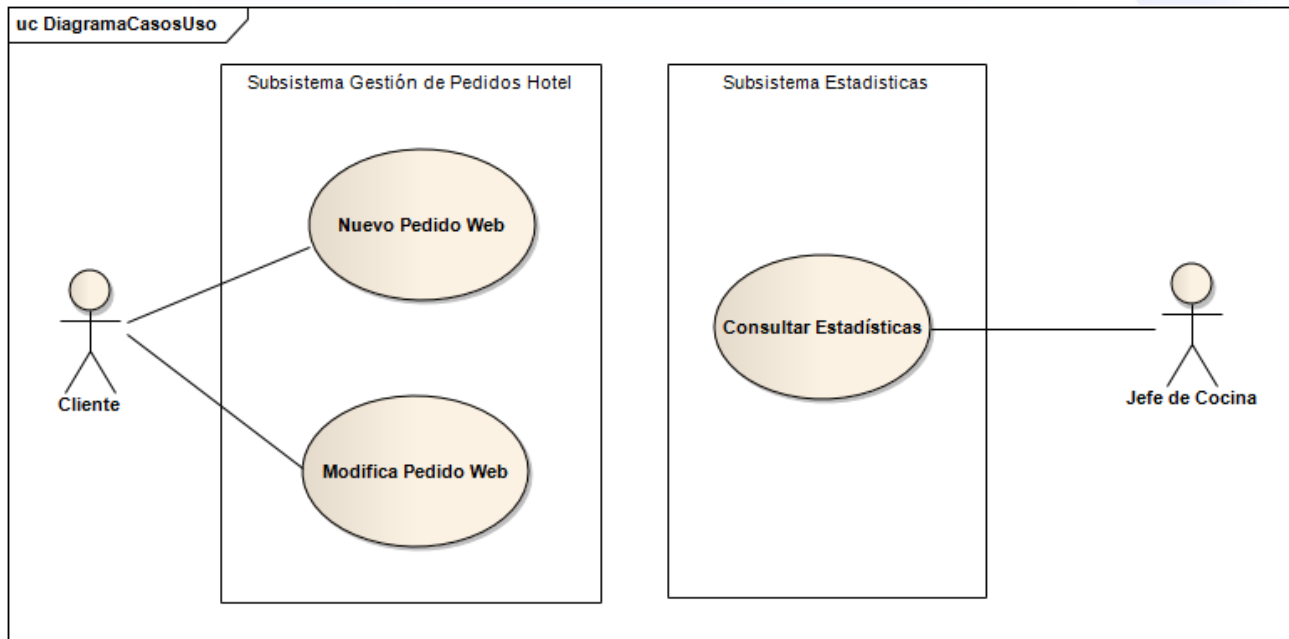 uc DiagramaCasosUso
Subsistema Gestión de Pedidos Hotel
Subsistema Estadisticas
Nuevo Pedido Web
Consultar Estadísticas
Cliente
Jefe de Cocina
Modifica Pedido Web